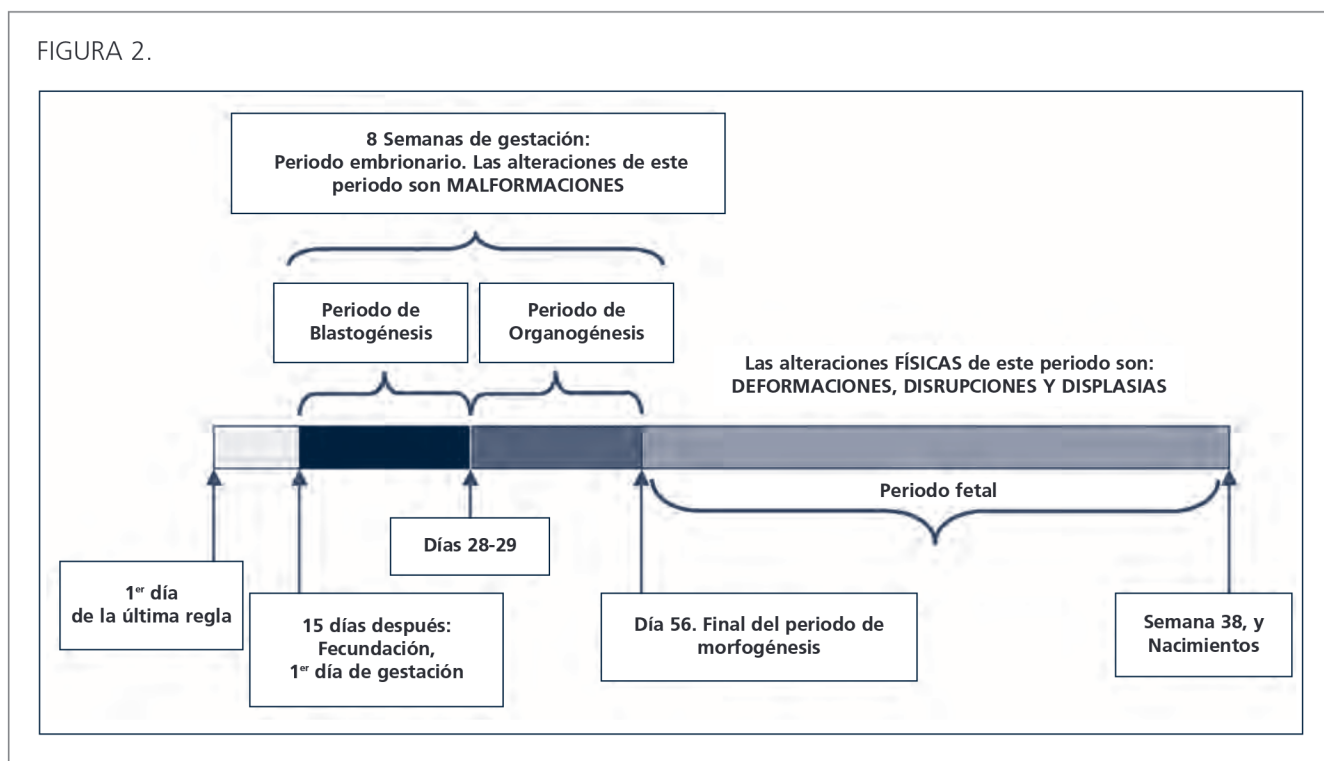 FIGURA 2.
8 Semanas de gestación:
Periodo embrionario. Las alteraciones de este
periodo son MALFORMACIONES
Periodo de
Blastogénesis
Periodo de
Organogénesis
Las alteraciones FÍSICAS de este periodo son:
DEFORMACIONES, DISRUPCIONES Y DISPLASIAS
Periodo fetal
Días 28-29
1er día
de la última regla
15 días después:
Fecundación,
1er día de gestación
Día 56. Final del periodo de
morfogénesis
Semana 38, y
Nacimientos